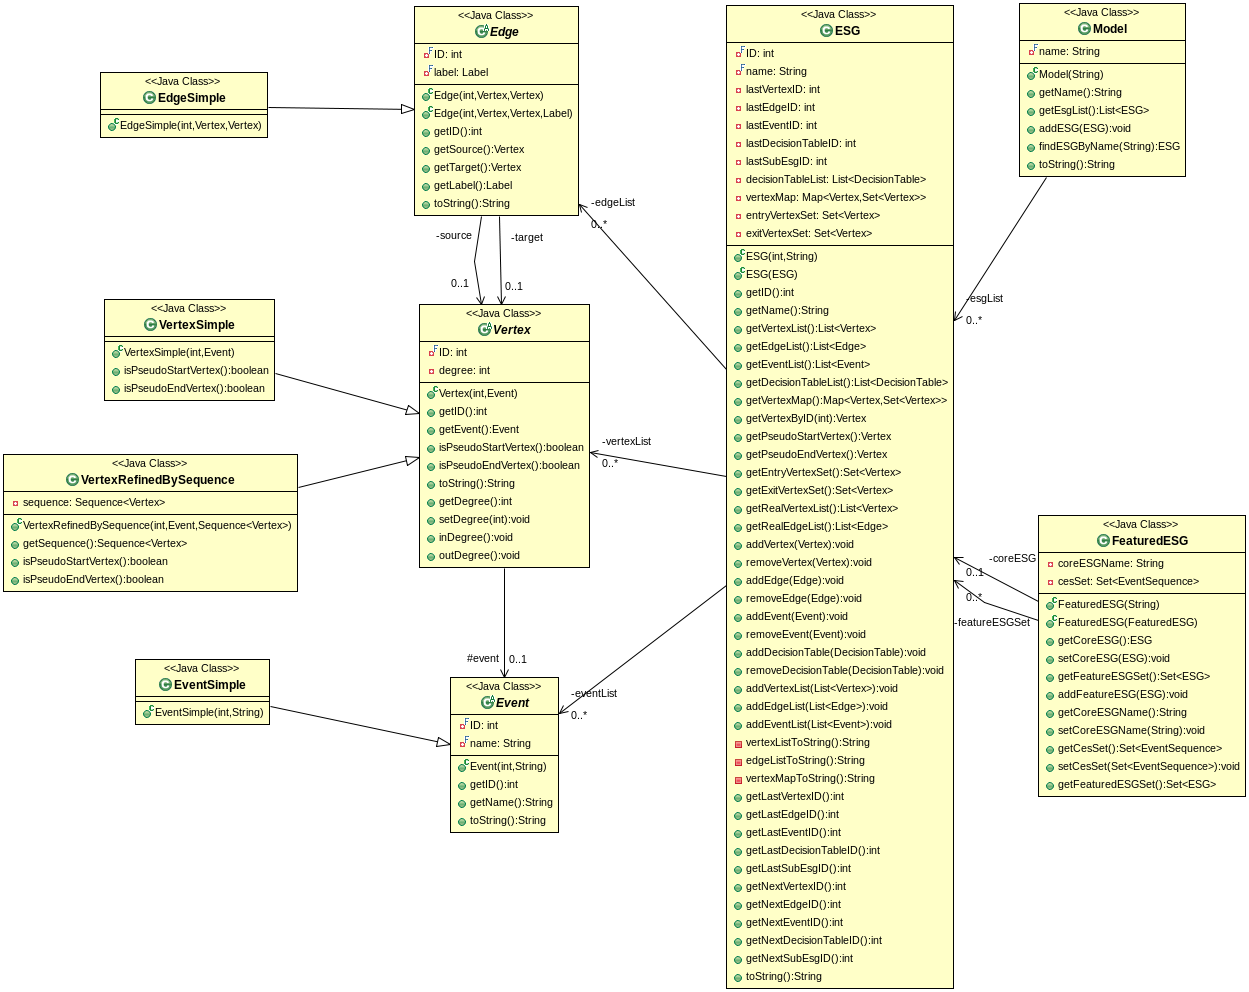 <<Java Class>>
Edge
ID: int
label: Label
Edge(int,Vertex,Vertex)
Edge(int,Vertex,Vertex,Label)
getID():int
getSource():Vertex
getTarget():Vertex
getLabel():Label
toString():String
<<Java Class>>
EdgeSimple
EdgeSimple(int,Vertex,Vertex)
-source
0..1
-target
0..1
-edgeList
0..*
<<Java Class>>
VertexSimple
VertexSimple(int,Event)
isPseudoStartVertex():boolean
isPseudoEndVertex():boolean
<<Java Class>>
Vertex
ID: int
degree: int
Vertex(int,Event)
getID():int
getEvent():Event
isPseudoStartVertex():boolean
isPseudoEndVertex():boolean
toString():String
getDegree():int
setDegree(int):void
inDegree():void
outDegree():void
<<Java Class>>
VertexRefinedBySequence
sequence: Sequence<Vertex>
VertexRefinedBySequence(int,Event,Sequence<Vertex>)
getSequence():Sequence<Vertex>
isPseudoStartVertex():boolean
isPseudoEndVertex():boolean
-vertexList
0..*
#event
0..1
<<Java Class>>
EventSimple
EventSimple(int,String)
<<Java Class>>
Event
ID: int
name: String
Event(int,String)
getID():int
getName():String
toString():String
-eventList
0..*
<<Java Class>>
ESG
ID: int
name: String
lastVertexID: int
lastEdgeID: int
lastEventID: int
lastDecisionTableID: int
lastSubEsgID: int
decisionTableList: List<DecisionTable>
vertexMap: Map<Vertex,Set<Vertex>>
entryVertexSet: Set<Vertex>
exitVertexSet: Set<Vertex>
ESG(int,String)
ESG(ESG)
getID():int
getName():String
getVertexList():List<Vertex>
getEdgeList():List<Edge>
getEventList():List<Event>
getDecisionTableList():List<DecisionTable>
getVertexMap():Map<Vertex,Set<Vertex>>
getVertexByID(int):Vertex
getPseudoStartVertex():Vertex
getPseudoEndVertex():Vertex
getEntryVertexSet():Set<Vertex>
getExitVertexSet():Set<Vertex>
getRealVertexList():List<Vertex>
getRealEdgeList():List<Edge>
addVertex(Vertex):void
removeVertex(Vertex):void
addEdge(Edge):void
removeEdge(Edge):void
addEvent(Event):void
removeEvent(Event):void
addDecisionTable(DecisionTable):void
removeDecisionTable(DecisionTable):void
addVertexList(List<Vertex>):void
addEdgeList(List<Edge>):void
addEventList(List<Event>):void
vertexListToString():String
edgeListToString():String
vertexMapToString():String
getLastVertexID():int
getLastEdgeID():int
getLastEventID():int
getLastDecisionTableID():int
getLastSubEsgID():int
getNextVertexID():int
getNextEdgeID():int
getNextEventID():int
getNextDecisionTableID():int
getNextSubEsgID():int
toString():String
<<Java Class>>
Model
name: String
Model(String)
getName():String
getEsgList():List<ESG>
addESG(ESG):void
findESGByName(String):ESG
toString():String
-esgList
0..*
-coreESG
0..1
0..*
-featureESGSet
<<Java Class>>
FeaturedESG
coreESGName: String
cesSet: Set<EventSequence>
FeaturedESG(String)
FeaturedESG(FeaturedESG)
getCoreESG():ESG
setCoreESG(ESG):void
getFeatureESGSet():Set<ESG>
addFeatureESG(ESG):void
getCoreESGName():String
setCoreESGName(String):void
getCesSet():Set<EventSequence>
setCesSet(Set<EventSequence>):void
getFeaturedESGSet():Set<ESG>